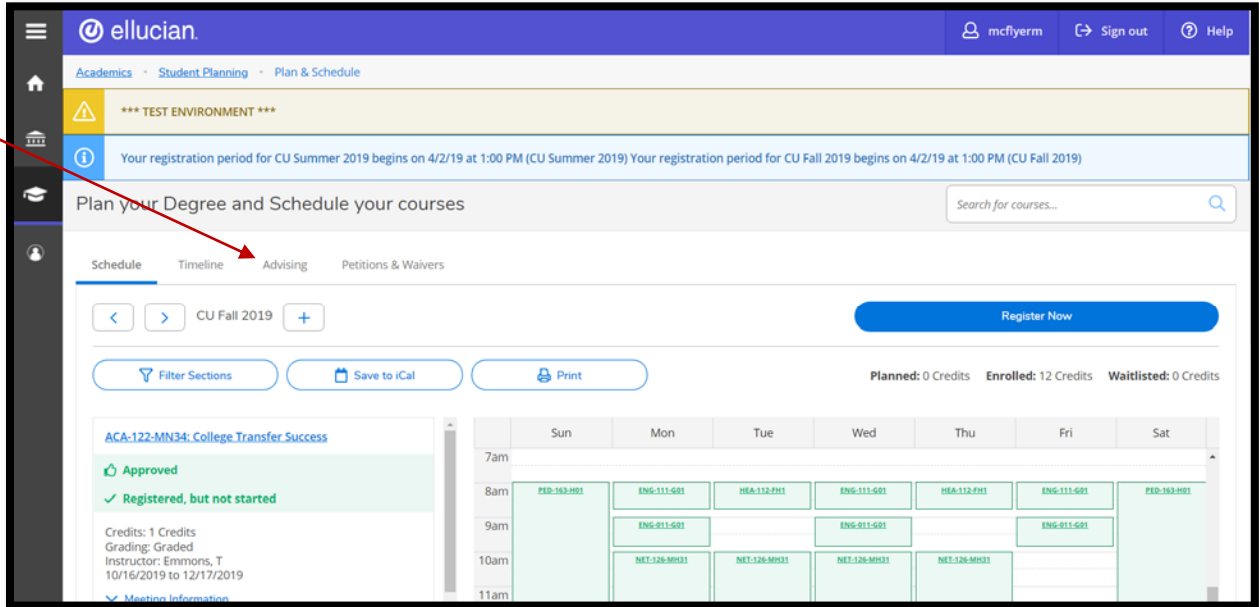 ellucian.
mcflyerm Sign out Help
Academics · Student Planning · Plan & Schedule
*** TEST ENVIRONMENT ***
Your registration period for CU Summer 2019 begins on 4/2/19 at 1:00 PM (CU Summer 2019) Your registration period for CU Fall 2019 begins on 4/2/19 at 1:00 PM (CU Fall 2019)
Plan your Degree and Schedule your courses
Search for courses...
Schedule Timeline Advising Petitions & Waivers
CU Fall 2019
Register Now
Filter Sections Save to iCal Print
Planned: 0 Credits Enrolled: 12 Credits Waitlisted: 0 Credits
ACA-122-MN34: College Transfer Success
Approved
Registered, but not started
Credits: 1 Credits
Grading: Graded
Instructor: Emmons, T
10/16/2019 to 12/17/2019
Meeting Information
Sun Mon Tue Wed Thu Fri Sat
7am
8am PED-163-H01 ENG-111-G01 HEA-112-FH1 ENG-111-G01 HEA-112-FH1 ENG-111-G01 PED-163-H01
9am ENG-011-G01 ENG-011-G01 ENG-011-G01
10am NET-126-MH31 NET-126-MH31 NET-126-MH31 NET-126-MH31
11am